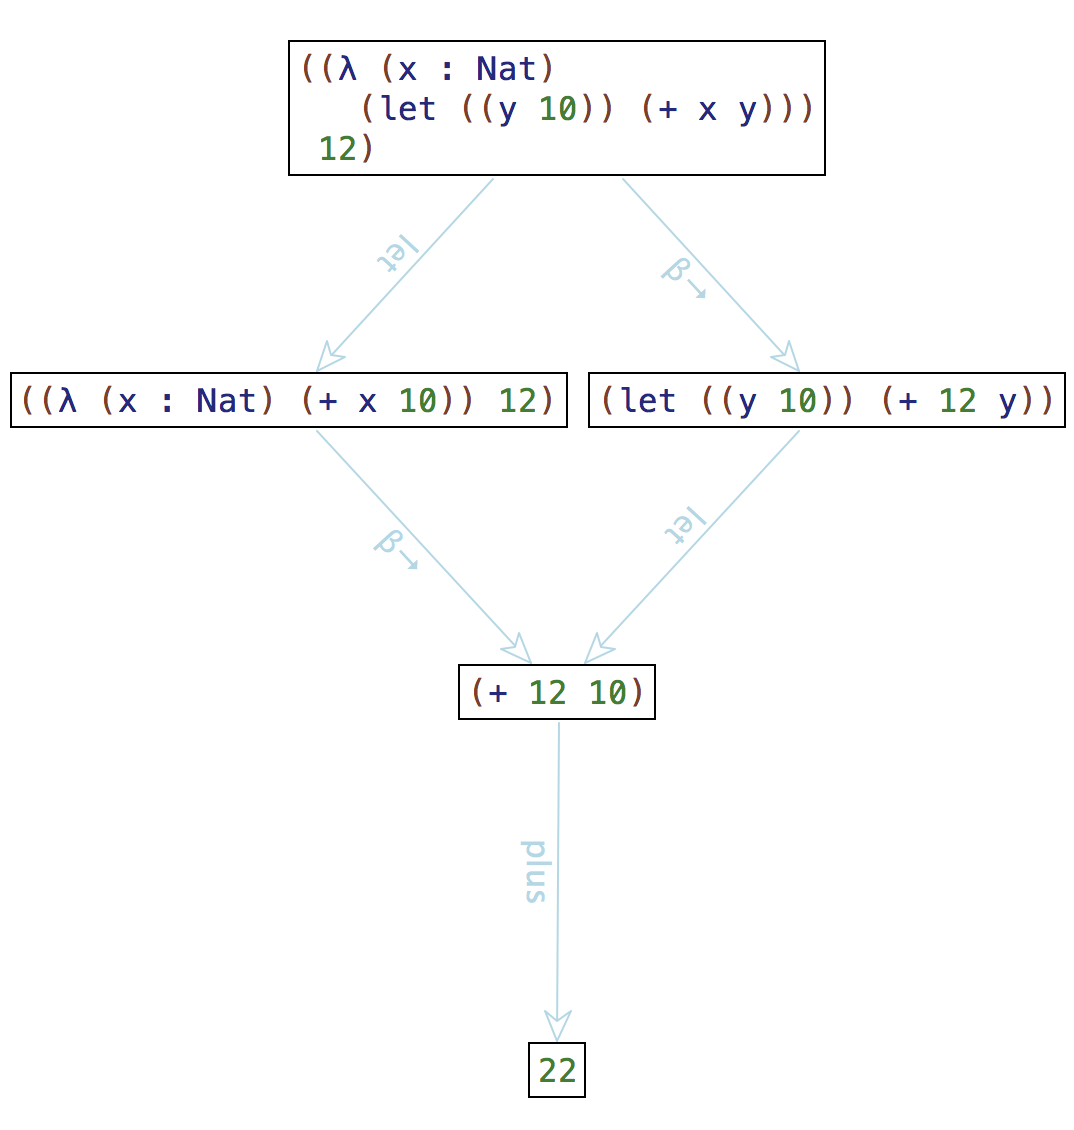 ((λ (x : Nat)
(let ((y 10)) (+ x y)))
12)
let
β→
((λ (x : Nat) (+ x 10)) 12)
(let ((y 10)) (+ 12 y))
β→
let
(+ 12 10)
plus
22